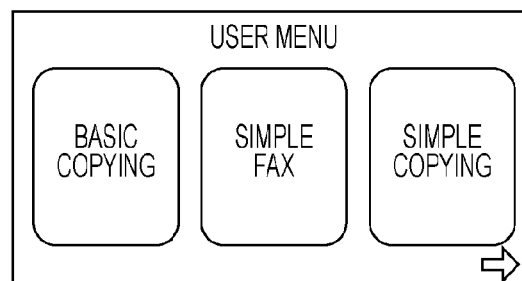 USER MENU
BASIC
COPYING
SIMPLE
FAX
SIMPLE
COPYING